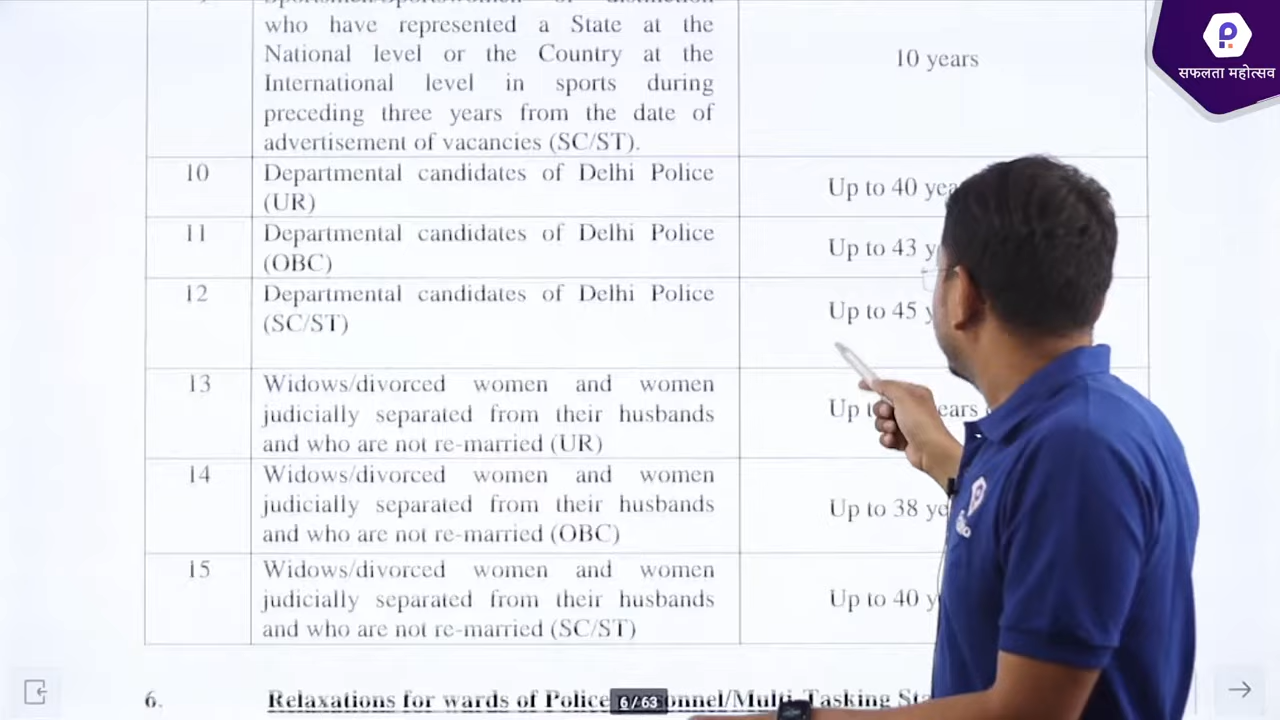 who have represented a State at the
National level or the Country at the
International level in sports during
preceding three years from the date of
advertisement of vacancies (SC/ST).
10 years
10
Departmental candidates of Delhi Police
(UR)
Up to 40
11
Departmental candidates of Delhi Police
(OBC)
Up to 43
12
Departmental candidates of Delhi Police
(SC/ST)
Up to 45
13
Widows/divorced women and women
judicially separated from their husbands
and who are not re-married (UR)
Up
14
Widows/divorced women and women
judicially separated from their husbands
and who are not re-married (OBC)
Up to 38
15
Widows/divorced women and women
judicially separated from their husbands
and who are not re-married (SC/ST)
Up to 40
6. Relaxations for wards of Police
6 / 63
सफलता महोत्सव